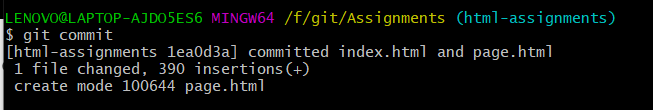 LENOVO@LAPTOP-AJDO5ES6 MINGW64 /f/git/Assignments (html-assignments)
$ git commit
[html-assignments 1ea0d3a] committed index.html and page.html
1 file changed, 390 insertions(+)
create mode 100644 page.html